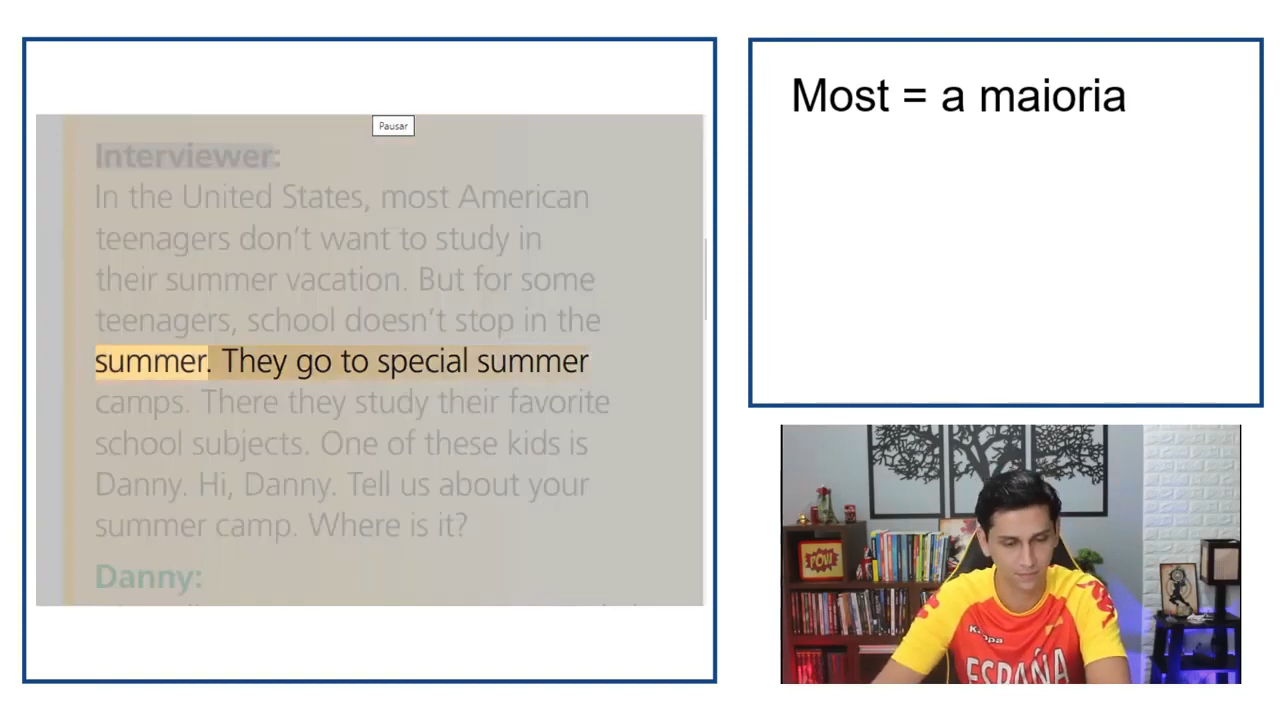 Pausar
Interviewer:
In the United States, most American
teenagers don't want to study in
their summer vacation. But for some
teenagers, school doesn't stop in the
summer. They go to special summer
camps. There they study their favorite
school subjects. One of these kids is
Danny. Hi, Danny. Tell us about your
summer camp. Where is it?
Danny:
Most = a maioria
POW!
Kappa
ESPAÑA